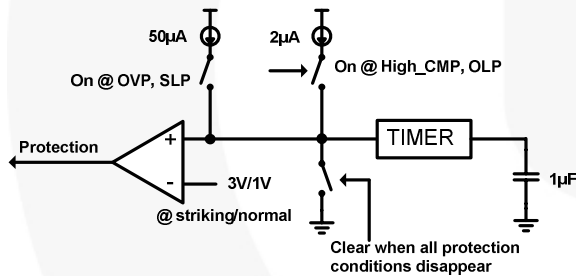 50μA
2μA
On @ OVP, SLP
On @ High_CMP, OLP
Protection
+
TIMER
-
3V/1V
1μF
@ striking/normal
Clear when all protection
conditions disappear